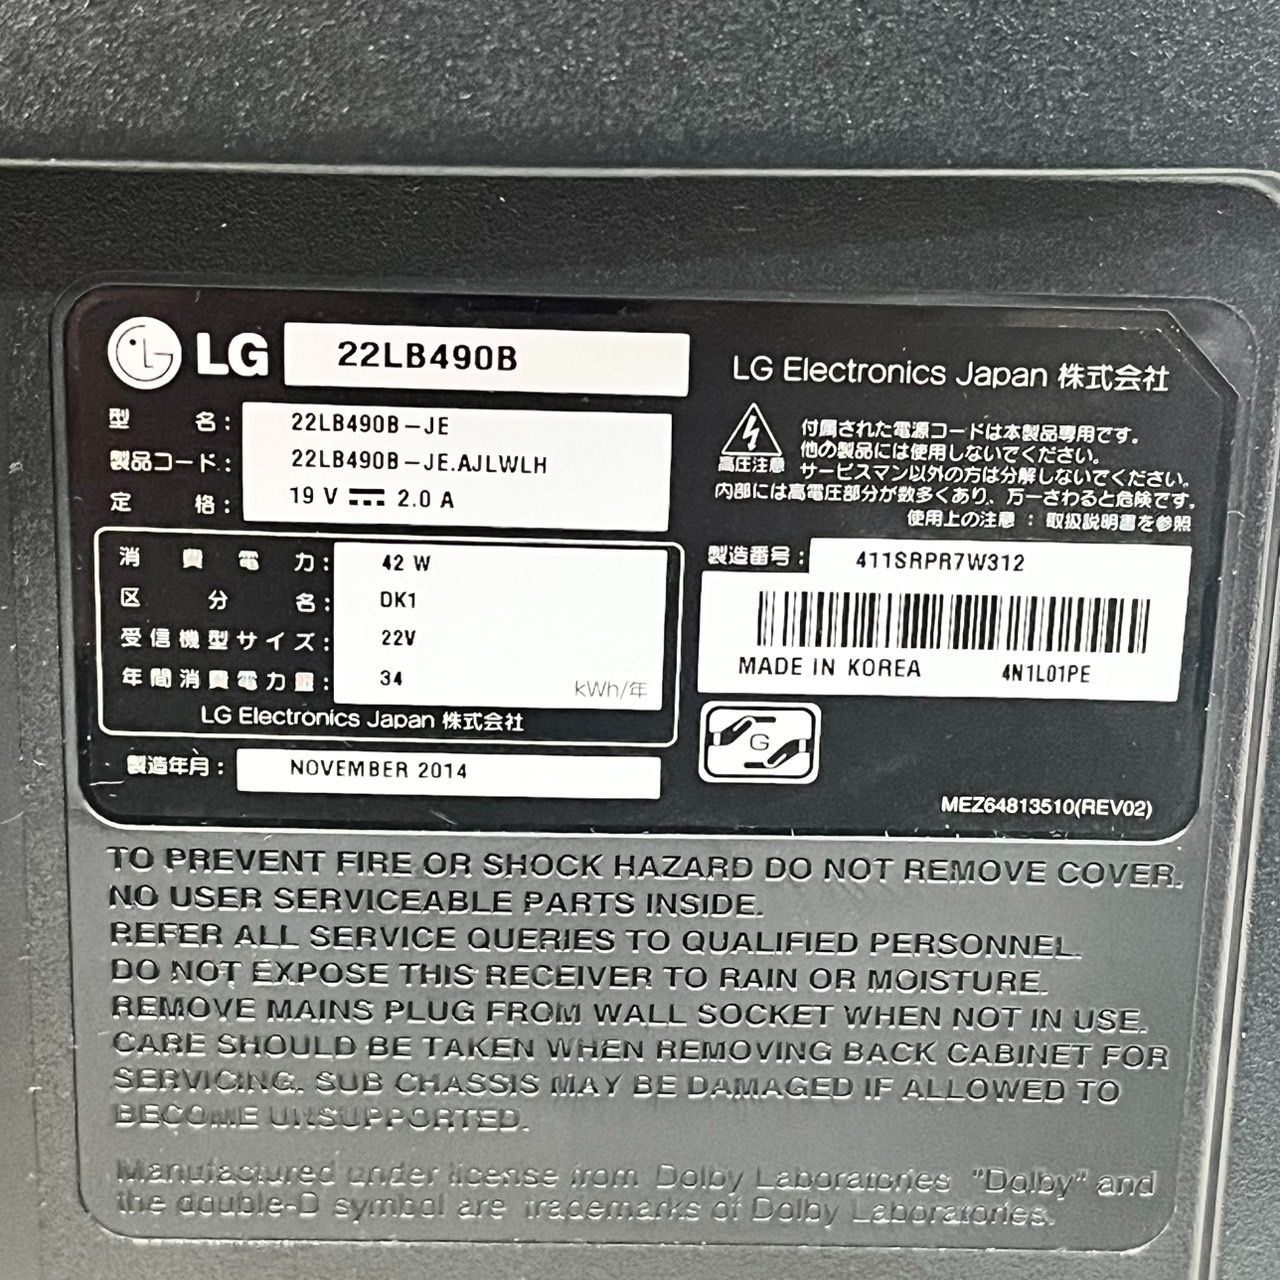 LG 22LB490B
型名: 22LB490B-JE
製品コード: 22LB490B-JE.AJLWLH
定格: 19 V ⎓ 2.0 A
消費電力: 42 W
区分名: DK1
受信機型サイズ: 22V
年間消費電力量: 34 kWh/年
LG Electronics Japan 株式会社
製造年月: NOVEMBER 2014
LG Electronics Japan 株式会社
高圧注意
付属された電源コードは本製品専用です。
他の製品には使用しないでください。
サービスマン以外の方は分解しないでください。
内部には高電圧部分が数多くあり、万一さわると危険です。
使用上の注意 : 取扱説明書を参照
製造番号: 411SRPR7W312
MADE IN KOREA 4N1L01PE
G
MEZ64813510(REV02)
TO PREVENT FIRE OR SHOCK HAZARD DO NOT REMOVE COVER.
NO USER SERVICEABLE PARTS INSIDE.
REFER ALL SERVICE QUERIES TO QUALIFIED PERSONNEL.
DO NOT EXPOSE THIS RECEIVER TO RAIN OR MOISTURE.
REMOVE MAINS PLUG FROM WALL SOCKET WHEN NOT IN USE.
CARE SHOULD BE TAKEN WHEN REMOVING BACK CABINET FOR
SERVICING. SUB CHASSIS MAY BE DAMAGED IF ALLOWED TO
BECOME UNSUPPORTED.
Manufactured under license from Dolby Laboratories "Dolby" and
the double-D symbol are trademarks of Dolby Laboratories.